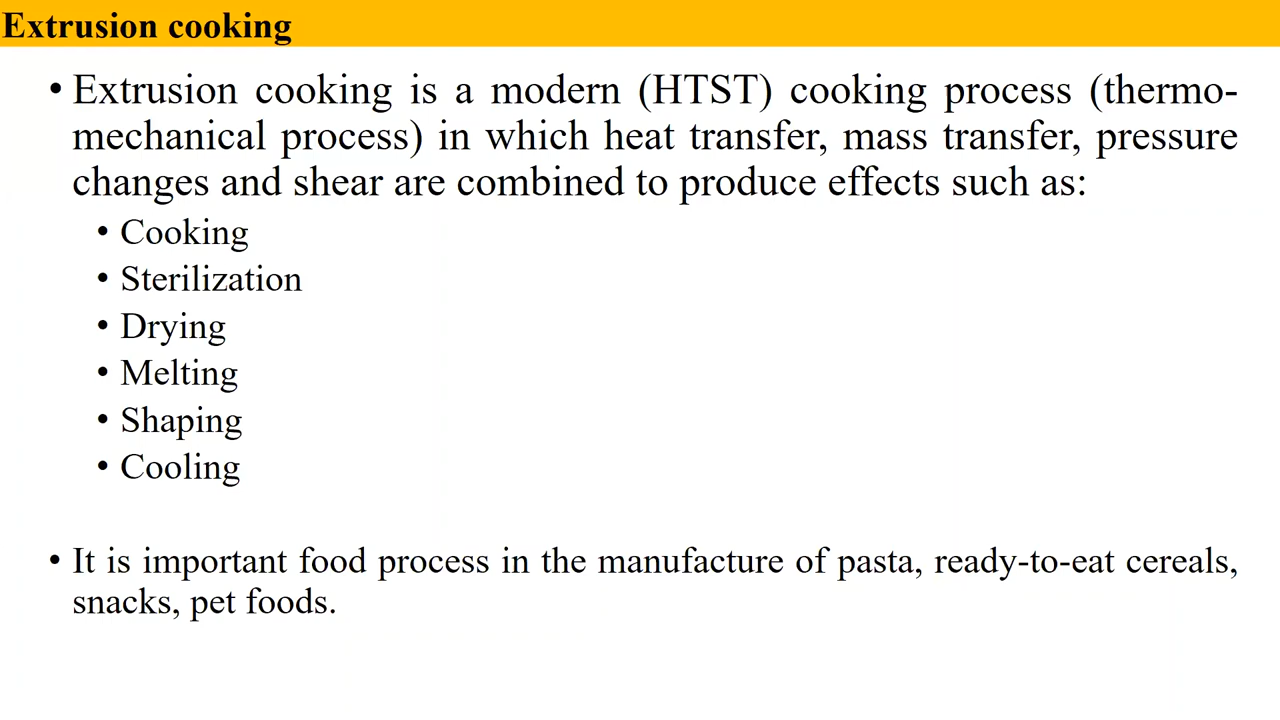 Extrusion cooking
• Extrusion cooking is a modern (HTST) cooking process (thermo-
mechanical process) in which heat transfer, mass transfer, pressure
changes and shear are combined to produce effects such as:
• Cooking
• Sterilization
• Drying
• Melting
• Shaping
• Cooling
• It is important food process in the manufacture of pasta, ready-to-eat cereals,
snacks, pet foods.